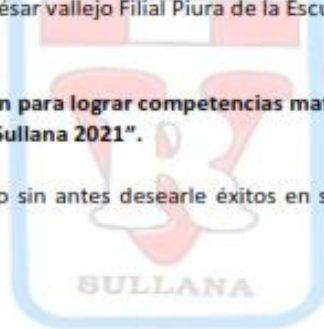 ésar vallejo Filial Piura de la Escu
n para lograr competencias mat
Sullana 2021”.
o sin antes desearle éxitos en s
SULLANA